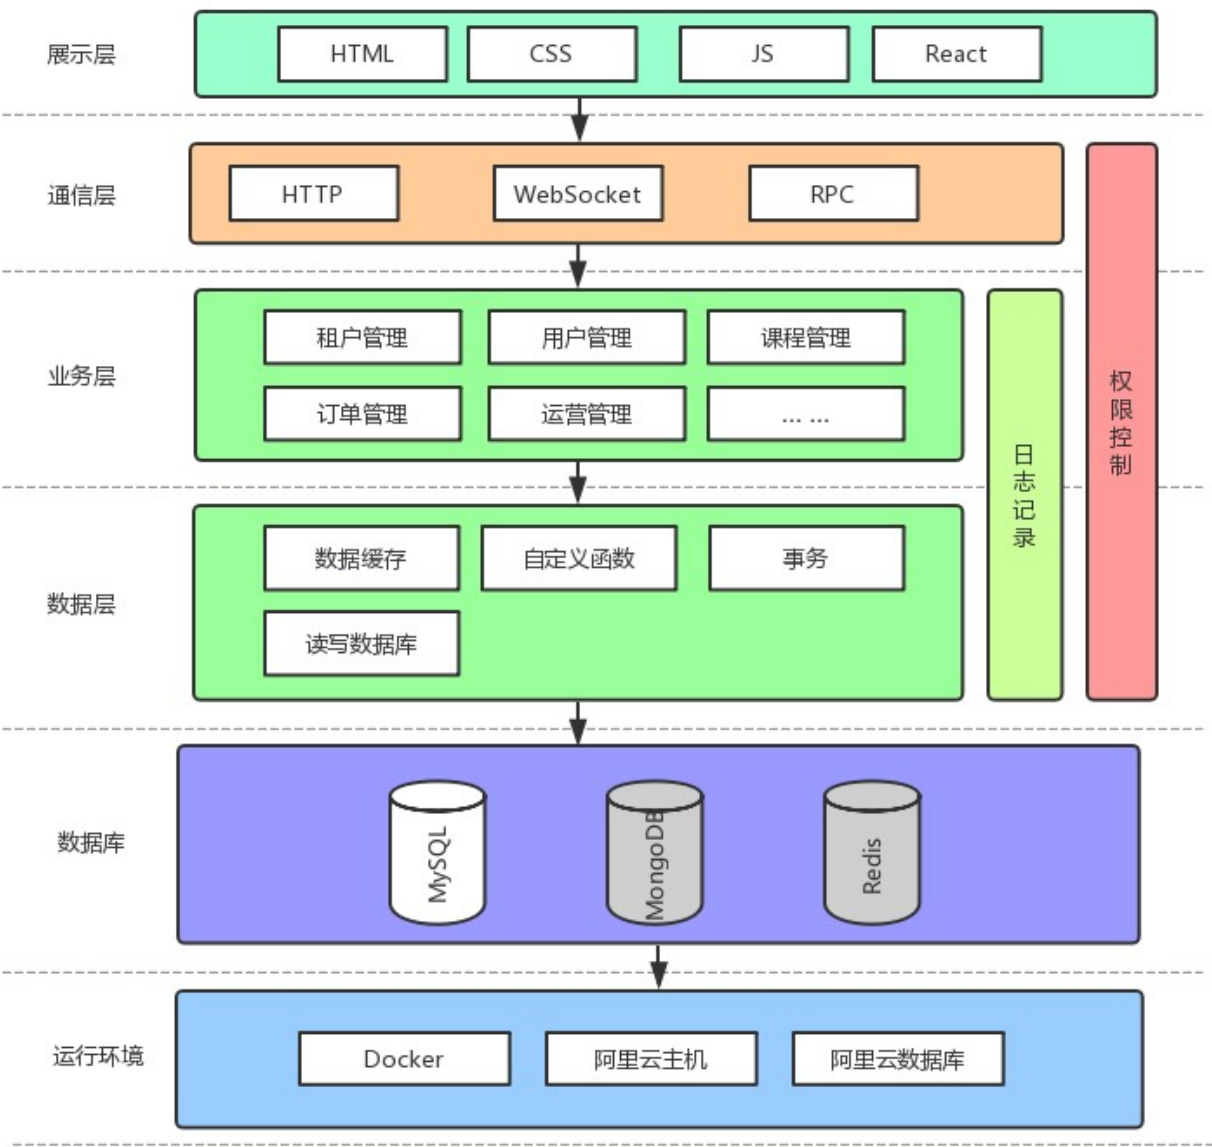 展示层
HTML
CSS
JS
React
通信层
HTTP
WebSocket
RPC
业务层
租户管理
用户管理
课程管理
订单管理
运营管理
... ...
数据层
数据缓存
自定义函数
事务
读写数据库
日志记录
权限控制
数据库
MySQL
MongoDB
Redis
运行环境
Docker
阿里云主机
阿里云数据库